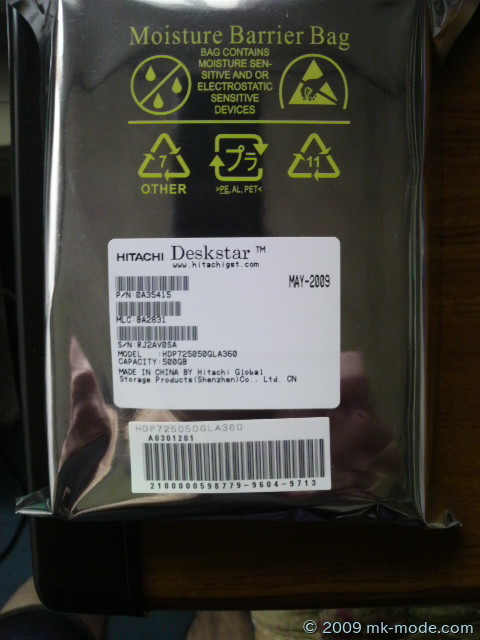 Moisture Barrier Bag
BAG CONTAINS
MOISTURE SEN-
SITIVE AND OR
ELECTROSTATIC
SENSITIVE
DEVICES
7
OTHER
プラ
>PE, AL, PET<
11
HITACHI Deskstar™
www.hitachigst.com
MAY-2009
P/N:0A35415
MLC:BA2831
S/N:RJ2AV0SA
MODEL :HDP725050GLA360
CAPACITY:500GB
MADE IN CHINA BY Hitachi Global
Storage Products(Shenzhen)Co., Ltd. CN
HDP725050GLA360
A0301201
2100000598779-9604-9713
© 2009 mk-mode.com